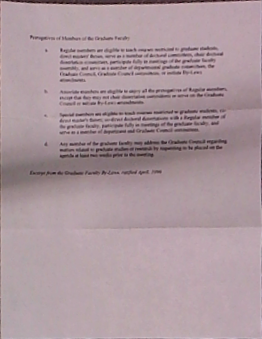 Prerogatives of Members of the Graduate Faculty
a. Regular members are eligible to teach courses restricted to graduate students,
direct master's theses, serve as a member of doctoral committees, chair doctoral
dissertation committees, participate fully in meetings of the graduate faculty
assembly, and serve as a member of departmental graduate committees, the
Graduate Council, Graduate Council committees, or initiate By-Laws
amendments.
b. Associate members are eligible to enjoy all the prerogatives of Regular members,
except that they may not chair dissertation committees or serve on the Graduate
Council or initiate By-Laws amendments.
c. Special members are eligible to teach courses restricted to graduate students, co-
direct master's theses, co-direct doctoral dissertations with a Regular member of
the graduate faculty, participate fully in meetings of the graduate faculty, and
serve as a member of department and Graduate Council committees.
d. Any member of the graduate faculty may address the Graduate Council regarding
matters related to graduate studies or research by requesting to be placed on the
agenda at least two weeks prior to the meeting.
Excerpt from the Graduate Faculty By-Laws, ratified April,